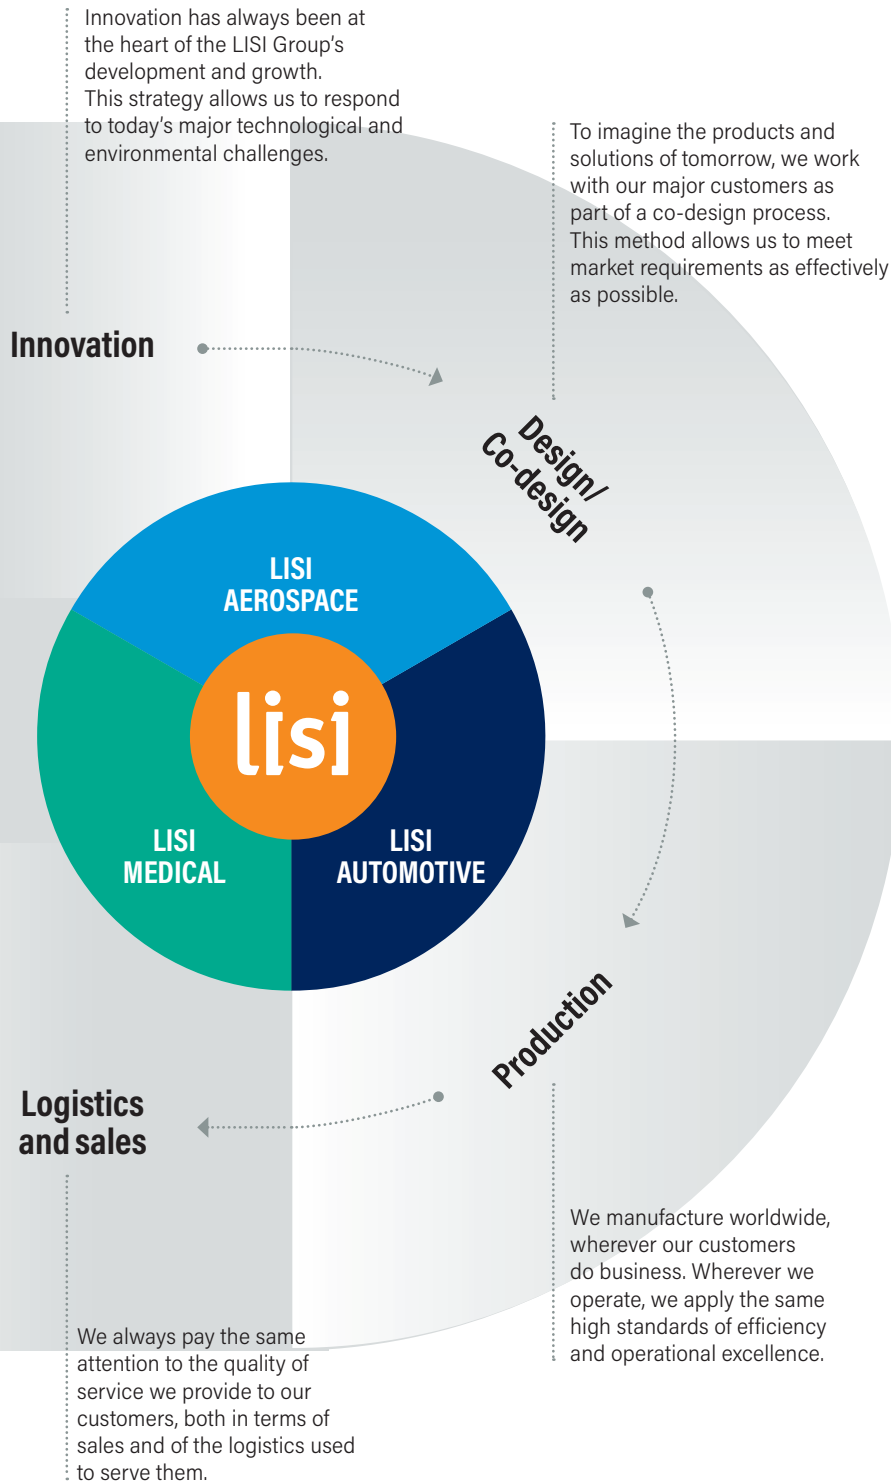 Innovation has always been at
the heart of the LISI Group's
development and growth.
This strategy allows us to respond
to today's major technological and
environmental challenges.
To imagine the products and
solutions of tomorrow, we work
with our major customers as
part of a co-design process.
This method allows us to meet
market requirements as effectively
as possible.
Innovation
Design/
Co-design
LISI
AEROSPACE
lisi
LISI
MEDICAL
LISI
AUTOMOTIVE
Production
Logistics
and sales
We manufacture worldwide,
wherever our customers
do business. Wherever we
operate, we apply the same
high standards of efficiency
and operational excellence.
We always pay the same
attention to the quality of
service we provide to our
customers, both in terms of
sales and of the logistics used
to serve them.